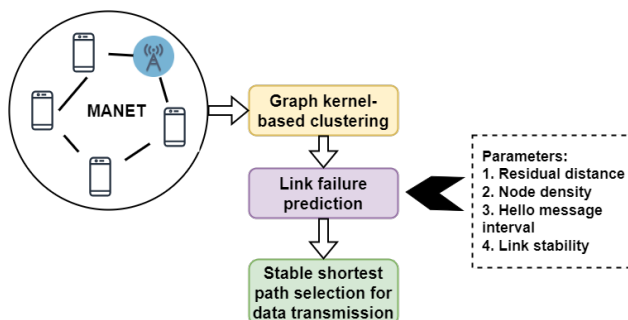 MANET
Graph kernel-
based clustering
Link failure
prediction
Stable shortest
path selection for
data transmission
Parameters:
1. Residual distance
2. Node density
3. Hello message
interval
4. Link stability